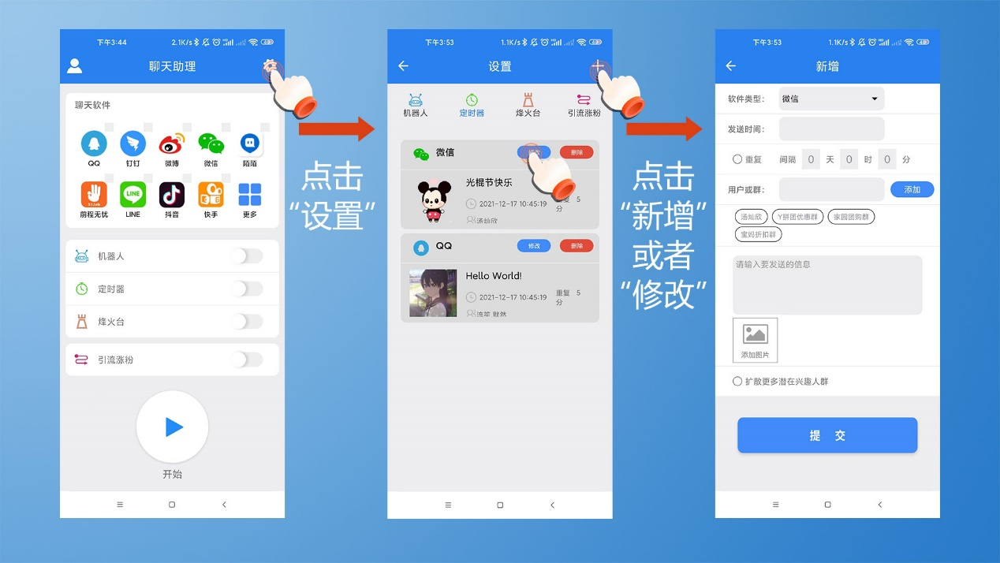 下午3:44
2.1K/s
聊天助理
聊天软件
QQ
钉钉
微博
微信
陌陌
51Job
前程无忧
LINE
LINE
抖音
快手
更多
机器人
定时器
烽火台
引流涨粉
开始
点击
“设置”
下午3:53
1.1K/s
设置
机器人
定时器
烽火台
引流涨粉
微信
修改
删除
光棍节快乐
2021-12-17 10:45:19
复 5
分
汤灿欣
QQ
修改
删除
Hello World!
2021-12-17 10:45:19
重复 5
分
点击
“新增”
或者
“修改”
下午3:53
1.1K/s
新增
软件类型:
微信
发送时间:
重复 间隔 0 天 0 时 0 分
用户或群:
添加
汤灿欣
Y拼团优惠群
家园团购群
宝妈折扣群
请输入要发送的信息
添加图片
扩散更多潜在兴趣人群
提 交